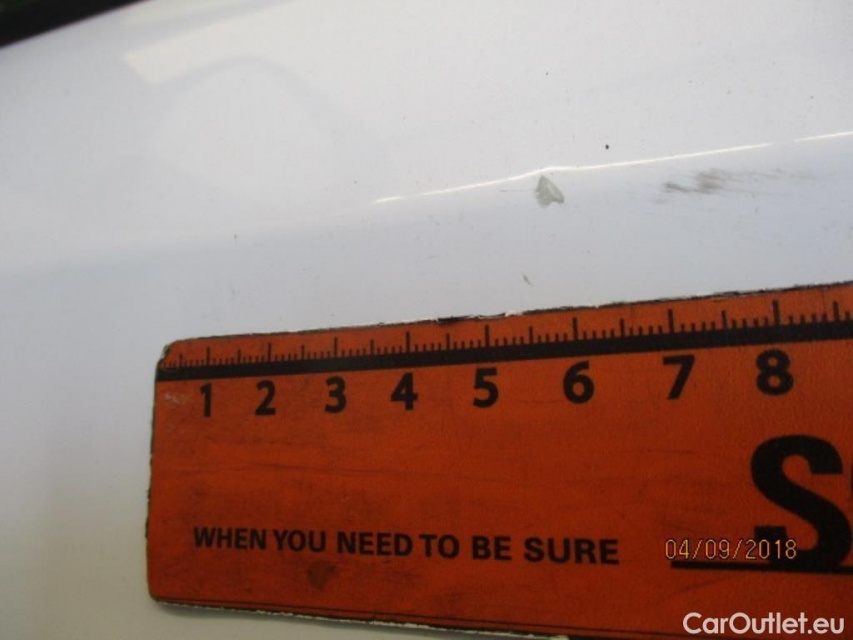 1 2 3 4 5 6 7 8
S
WHEN YOU NEED TO BE SURE
04/09/2018
CarOutlet.eu